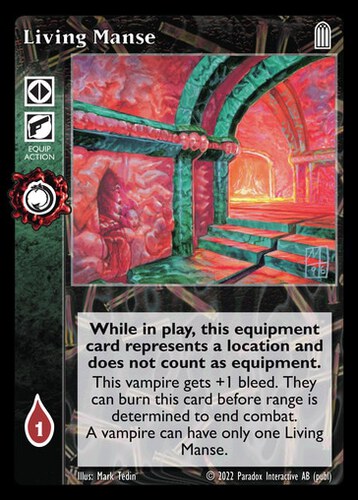 Living Manse
EQUIP
ACTION
While in play, this equipment
card represents a location and
does not count as equipment.
This vampire gets +1 bleed. They
can burn this card before range is
determined to end combat.
A vampire can have only one Living
Manse.
1
Illus: Mark Tedin © 2022 Paradox Interactive AB (publ)